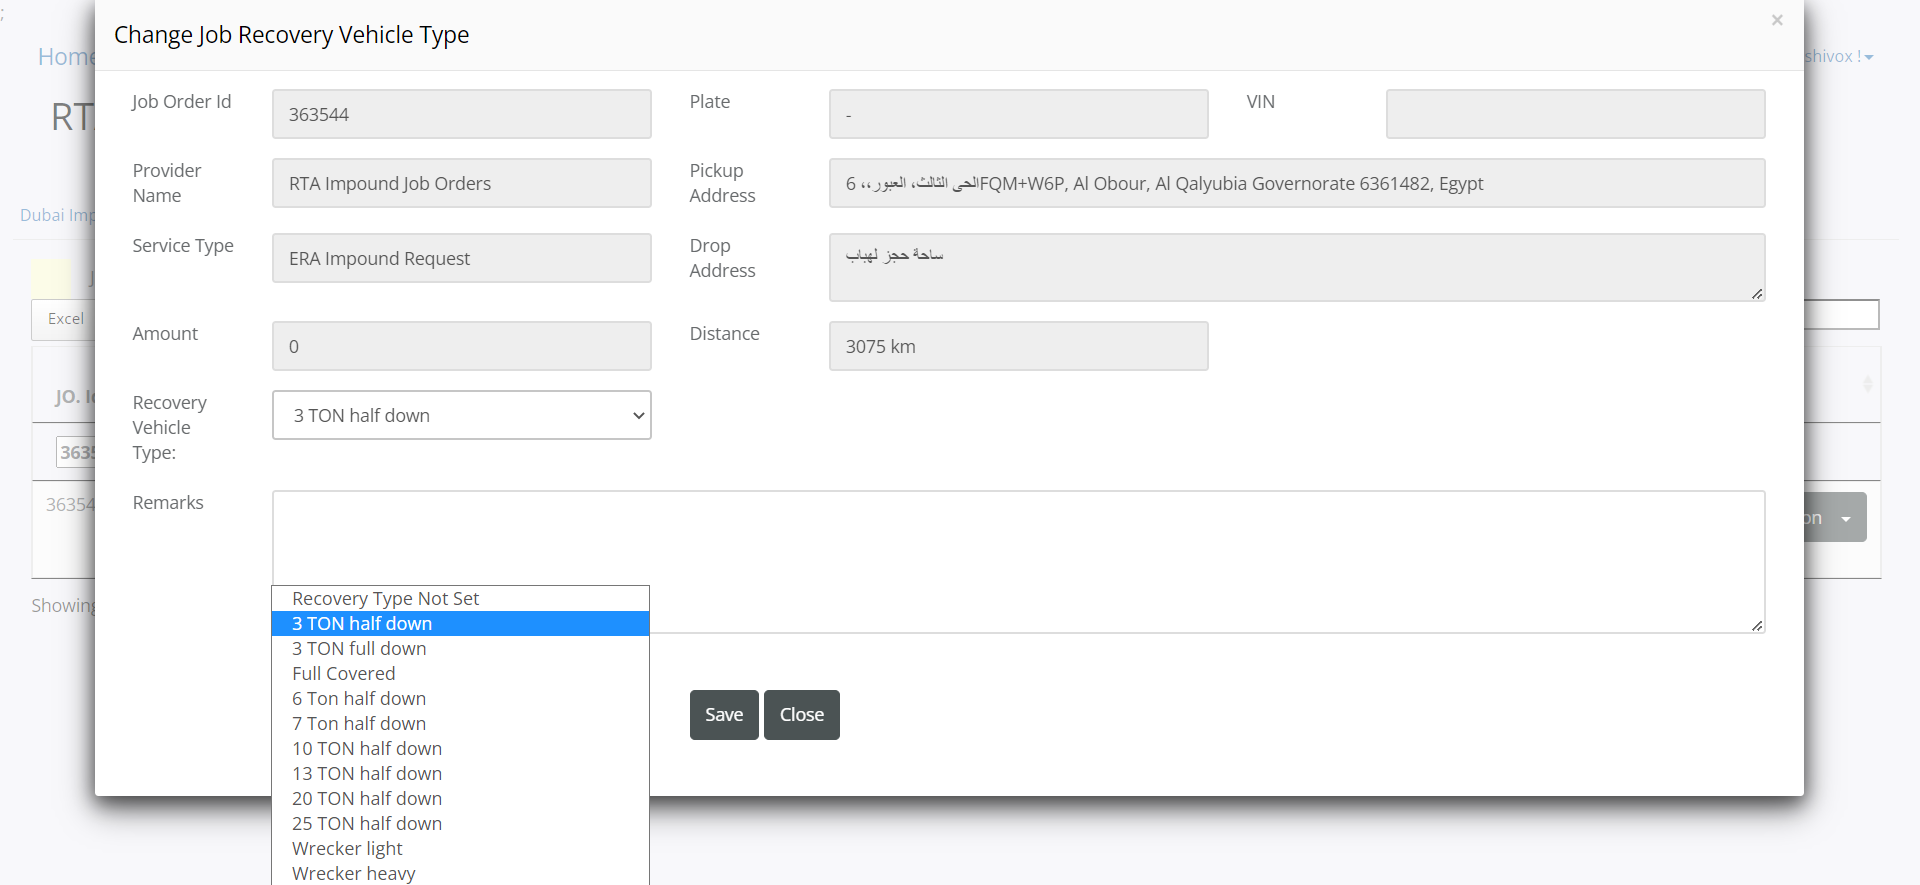 ;
Change Job Recovery Vehicle Type
×
Home
shivox !
RTA
Job Order Id
363544
Plate
-
VIN
Provider Name
RTA Impound Job Orders
Pickup Address
6 ،،الحى الثالث، العبورFQM+W6P, Al Obour, Al Qalyubia Governorate 6361482, Egypt
Dubai Imp
Service Type
ERA Impound Request
Drop Address
ساحة حجز لهباب
J
Excel
Amount
0
Distance
3075 km
JO. Id
Recovery Vehicle Type:
3 TON half down
3635
36354
Remarks
on
Showing
Recovery Type Not Set
3 TON half down
3 TON full down
Full Covered
6 Ton half down
7 Ton half down
10 TON half down
13 TON half down
20 TON half down
25 TON half down
Wrecker light
Wrecker heavy
Save
Close